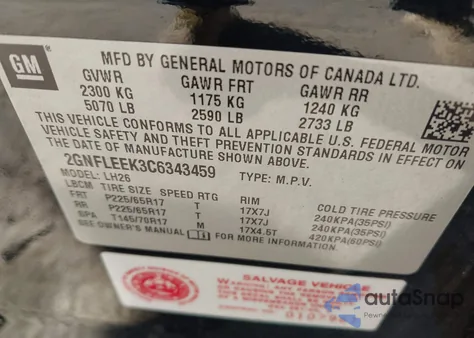 GM
MFD BY GENERAL MOTORS OF CANADA LTD.
GVWR GAWR FRT GAWR RR
2300 KG 1175 KG 1240 KG
5070 LB 2590 LB 2733 LB
THIS VEHICLE CONFORMS TO ALL APPLICABLE U.S. FEDERAL MOTOR
VEHICLE SAFETY AND THEFT PREVENTION STANDARDS IN EFFECT ON
THE DATE OF MANUFACTURE SHOWN ABOVE.
2GNFLEEK3C6343459 TYPE: M.P.V.
MODEL: LH26
LBCM TIRE SIZE SPEED RTG RIM COLD TIRE PRESSURE
FRT P225/65R17 T 17X7J 240KPA(35PSI)
RR P225/65R17 T 17X7J 240KPA(35PSI)
SPA T145/70R17 M 17X4.5T 420KPA(60PSI)
SEE OWNER'S MANUAL FOR MORE INFORMATION.
SALVAGE VEHICLE
WARNING: ANY PERSON
autoSnap